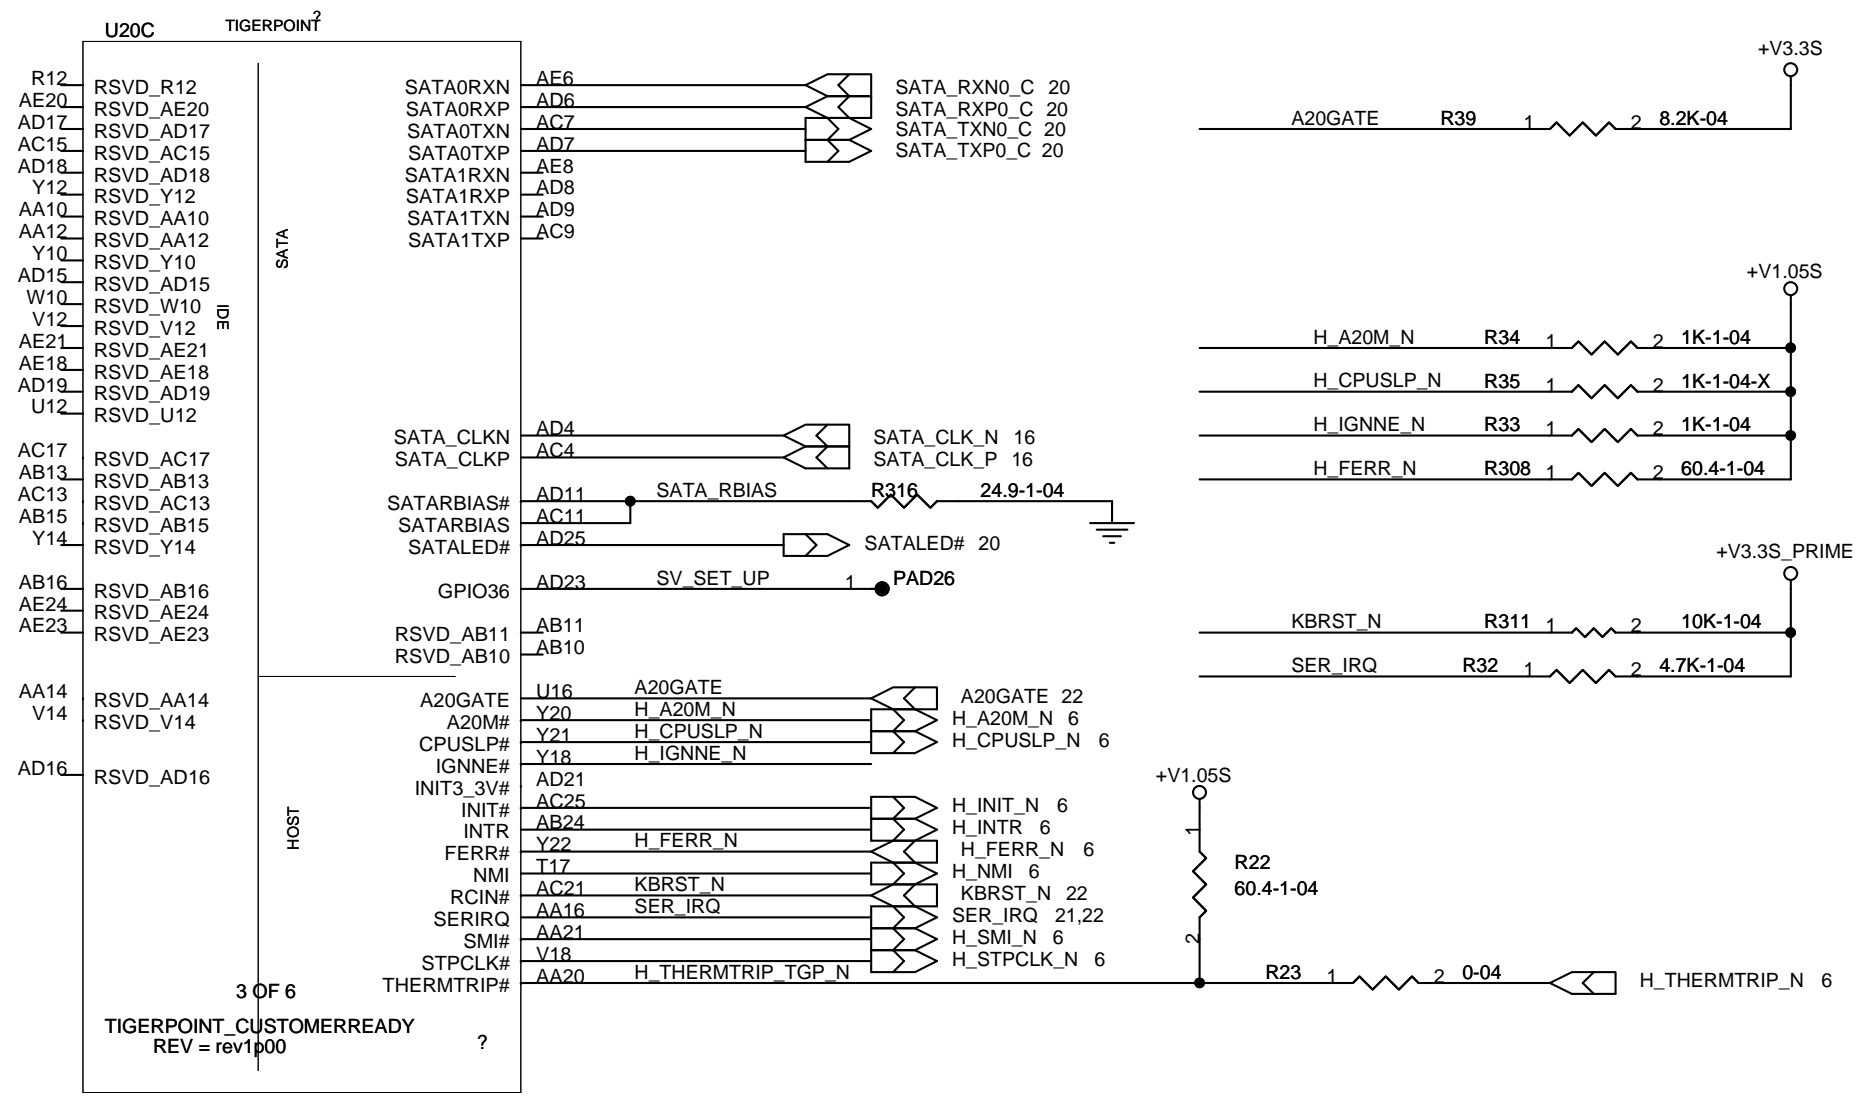 U20C
TIGERPOINT
?
R12 RSVD_R12
AE20 RSVD_AE20
AD17 RSVD_AD17
AC15 RSVD_AC15
AD18 RSVD_AD18
Y12 RSVD_Y12
AA10 RSVD_AA10
AA12 RSVD_AA12
Y10 RSVD_Y10
AD15 RSVD_AD15
W10 RSVD_W10
V12 RSVD_V12
AE21 RSVD_AE21
AE18 RSVD_AE18
AD19 RSVD_AD19
U12 RSVD_U12
AC17 RSVD_AC17
AB13 RSVD_AB13
AC13 RSVD_AC13
AB15 RSVD_AB15
Y14 RSVD_Y14
AB16 RSVD_AB16
AE24 RSVD_AE24
AE23 RSVD_AE23
AA14 RSVD_AA14
V14 RSVD_V14
AD16 RSVD_AD16
IDE
SATA
HOST
SATA0RXN AE6 SATA_RXN0_C 20
SATA0RXP AD6 SATA_RXP0_C 20
SATA0TXN AC7 SATA_TXN0_C 20
SATA0TXP AD7 SATA_TXP0_C 20
SATA1RXN AE8
SATA1RXP AD8
SATA1TXN AD9
SATA1TXP AC9
SATA_CLKN AD4 SATA_CLK_N 16
SATA_CLKP AC4 SATA_CLK_P 16
SATARBIAS# AD11 SATA_RBIAS R316 24.9-1-04
SATARBIAS AC11
SATALED# AD25 SATALED# 20
GPIO36 AD23 SV_SET_UP 1 PAD26
RSVD_AB11 AB11
RSVD_AB10 AB10
A20GATE U16 A20GATE A20GATE 22
A20M# Y20 H_A20M_N H_A20M_N 6
CPUSLP# Y21 H_CPUSLP_N H_CPUSLP_N 6
IGNNE# Y18 H_IGNNE_N
INIT3_3V# AD21
INIT# AC25 H_INIT_N 6
INTR AB24 H_INTR 6
FERR# Y22 H_FERR_N H_FERR_N 6
NMI T17 H_NMI 6
RCIN# AC21 KBRST_N KBRST_N 22
SERIRQ AA16 SER_IRQ SER_IRQ 21,22
SMI# AA21 H_SMI_N 6
STPCLK# V18 H_STPCLK_N 6
THERMTRIP# AA20 H_THERMTRIP_TGP_N R23 1 2 0-04 H_THERMTRIP_N 6
+V1.05S
1
R22
60.4-1-04
2
3 OF 6
TIGERPOINT_CUSTOMERREADY
REV = rev1p00
?
+V3.3S
A20GATE R39 1 2 8.2K-04
+V1.05S
H_A20M_N R34 1 2 1K-1-04
H_CPUSLP_N R35 1 2 1K-1-04-X
H_IGNNE_N R33 1 2 1K-1-04
H_FERR_N R308 1 2 60.4-1-04
+V3.3S_PRIME
KBRST_N R311 1 2 10K-1-04
SER_IRQ R32 1 2 4.7K-1-04